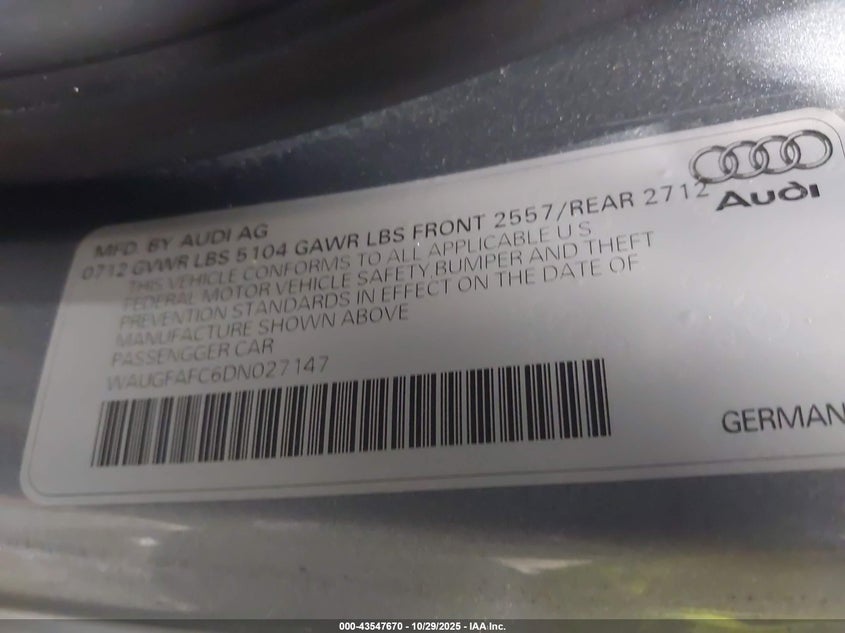 MFD. BY AUDI AG
0712 GVWR LBS 5104 GAWR LBS FRONT 2557/REAR 2712
THIS VEHICLE CONFORMS TO ALL APPLICABLE U S
FEDERAL MOTOR VEHICLE SAFETY BUMPER AND THEFT
PREVENTION STANDARDS IN EFFECT ON THE DATE OF
MANUFACTURE SHOWN ABOVE
PASSENGGER CAR
WAUGFAFC6DN027147
Audi
GERMAN
000-43547670 - 10/29/2025 - IAA Inc.